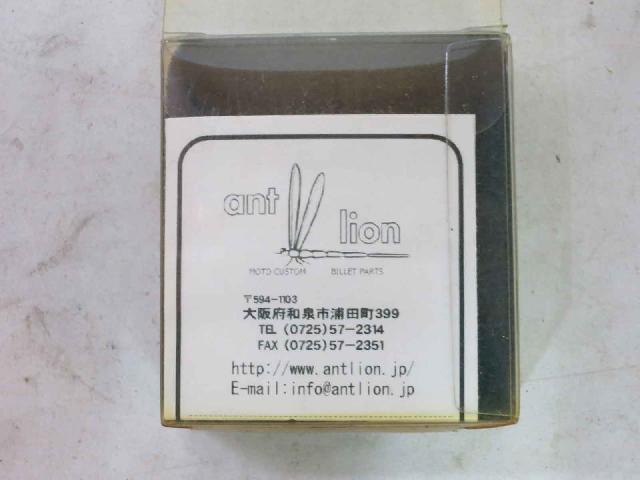 ant lion
MOTO CUSTOM BILLET PARTS
〒594-1103
大阪府和泉市浦田町399
TEL (0725)57-2314
FAX (0725)57-2351
http://www.antlion.jp/
E-mail:info@antlion.jp